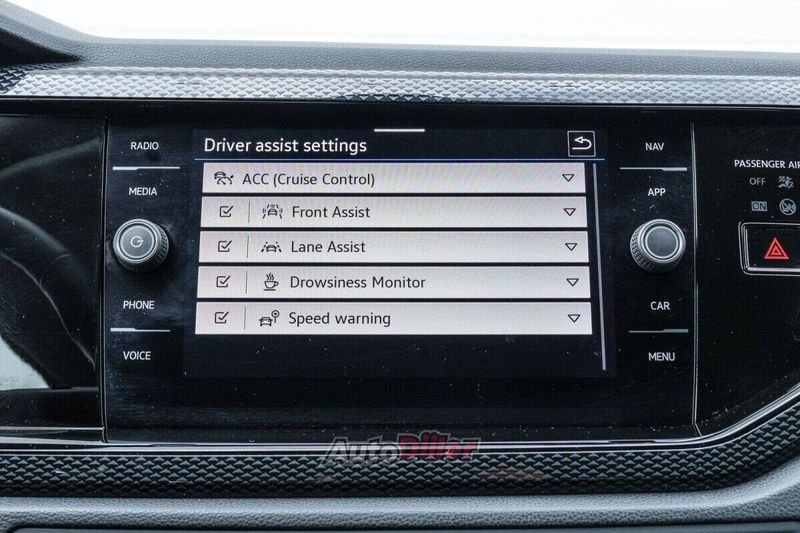 Driver assist settings
ACC (Cruise Control)
Front Assist
Lane Assist
Drowsiness Monitor
Speed warning
RADIO
MEDIA
PHONE
VOICE
NAV
APP
CAR
MENU
PASSENGER AIR
OFF
ON
AutoDiller